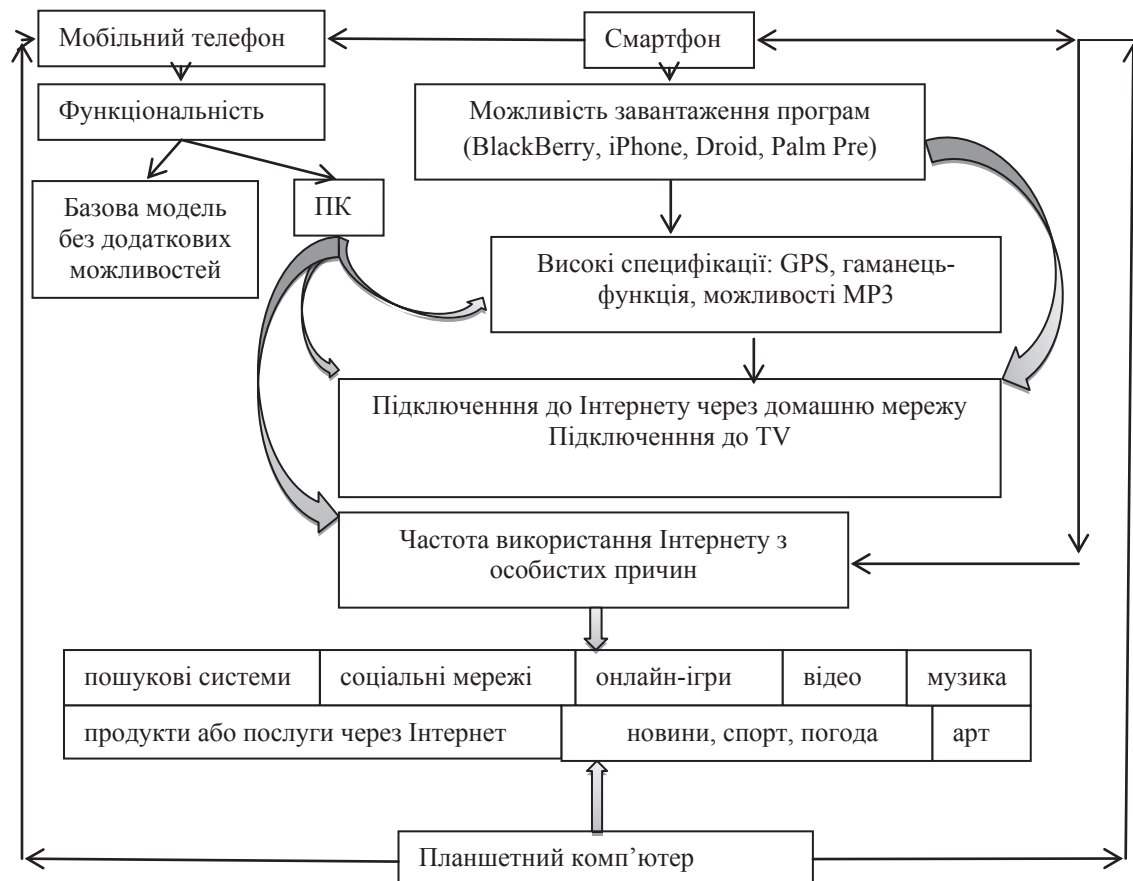 Мобільний телефон
Смартфон
Функціональність
Можливість завантаження програм
(BlackBerry, iPhone, Droid, Palm Pre)
Базова модель
без додаткових
можливостей
ПК
Високі специфікації: GPS, гаманець-
функція, можливості MP3
Підключенння до Інтернету через домашню мережу
Підключенння до TV
Частота використання Інтернету з
особистих причин
пошукові системи
соціальні мережі
онлайн-ігри
відео
музика
продукти або послуги через Інтернет
новини, спорт, погода
арт
Планшетний комп’ютер